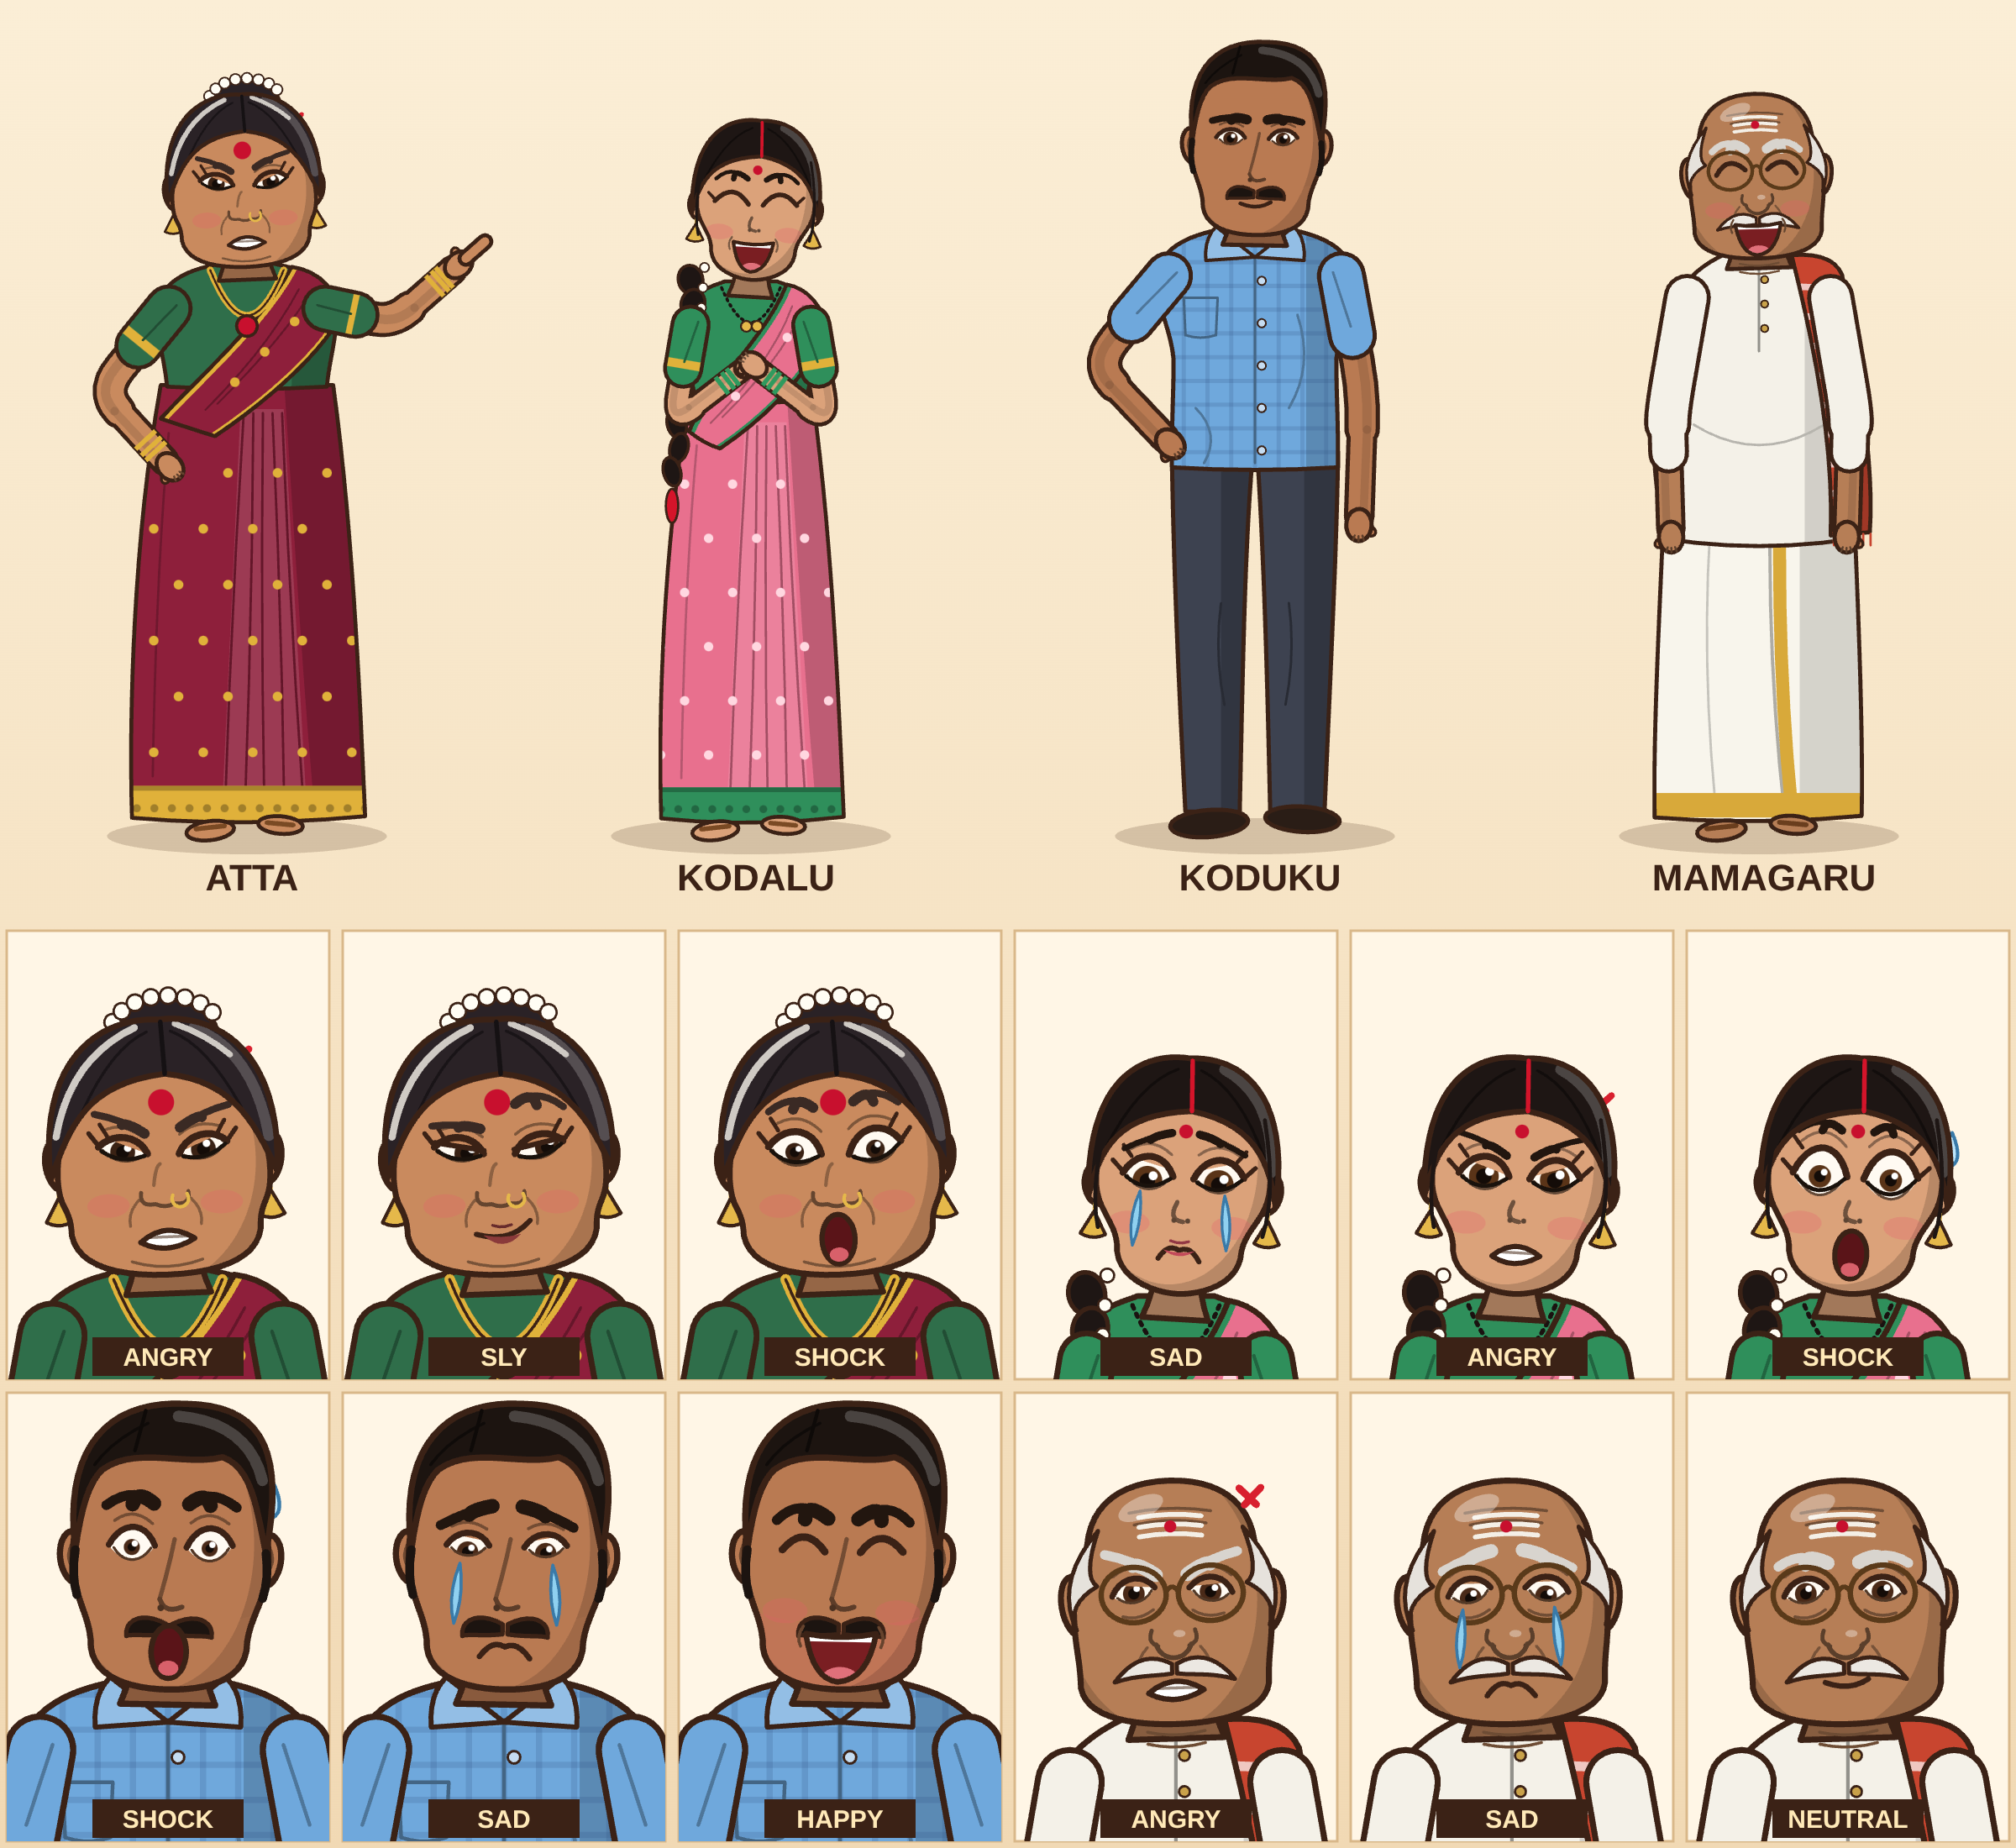 ATTA
KODALU
KODUKU
MAMAGARU
ANGRY
SLY
SHOCK
SAD
ANGRY
SHOCK
SHOCK
SAD
HAPPY
ANGRY
SAD
NEUTRAL